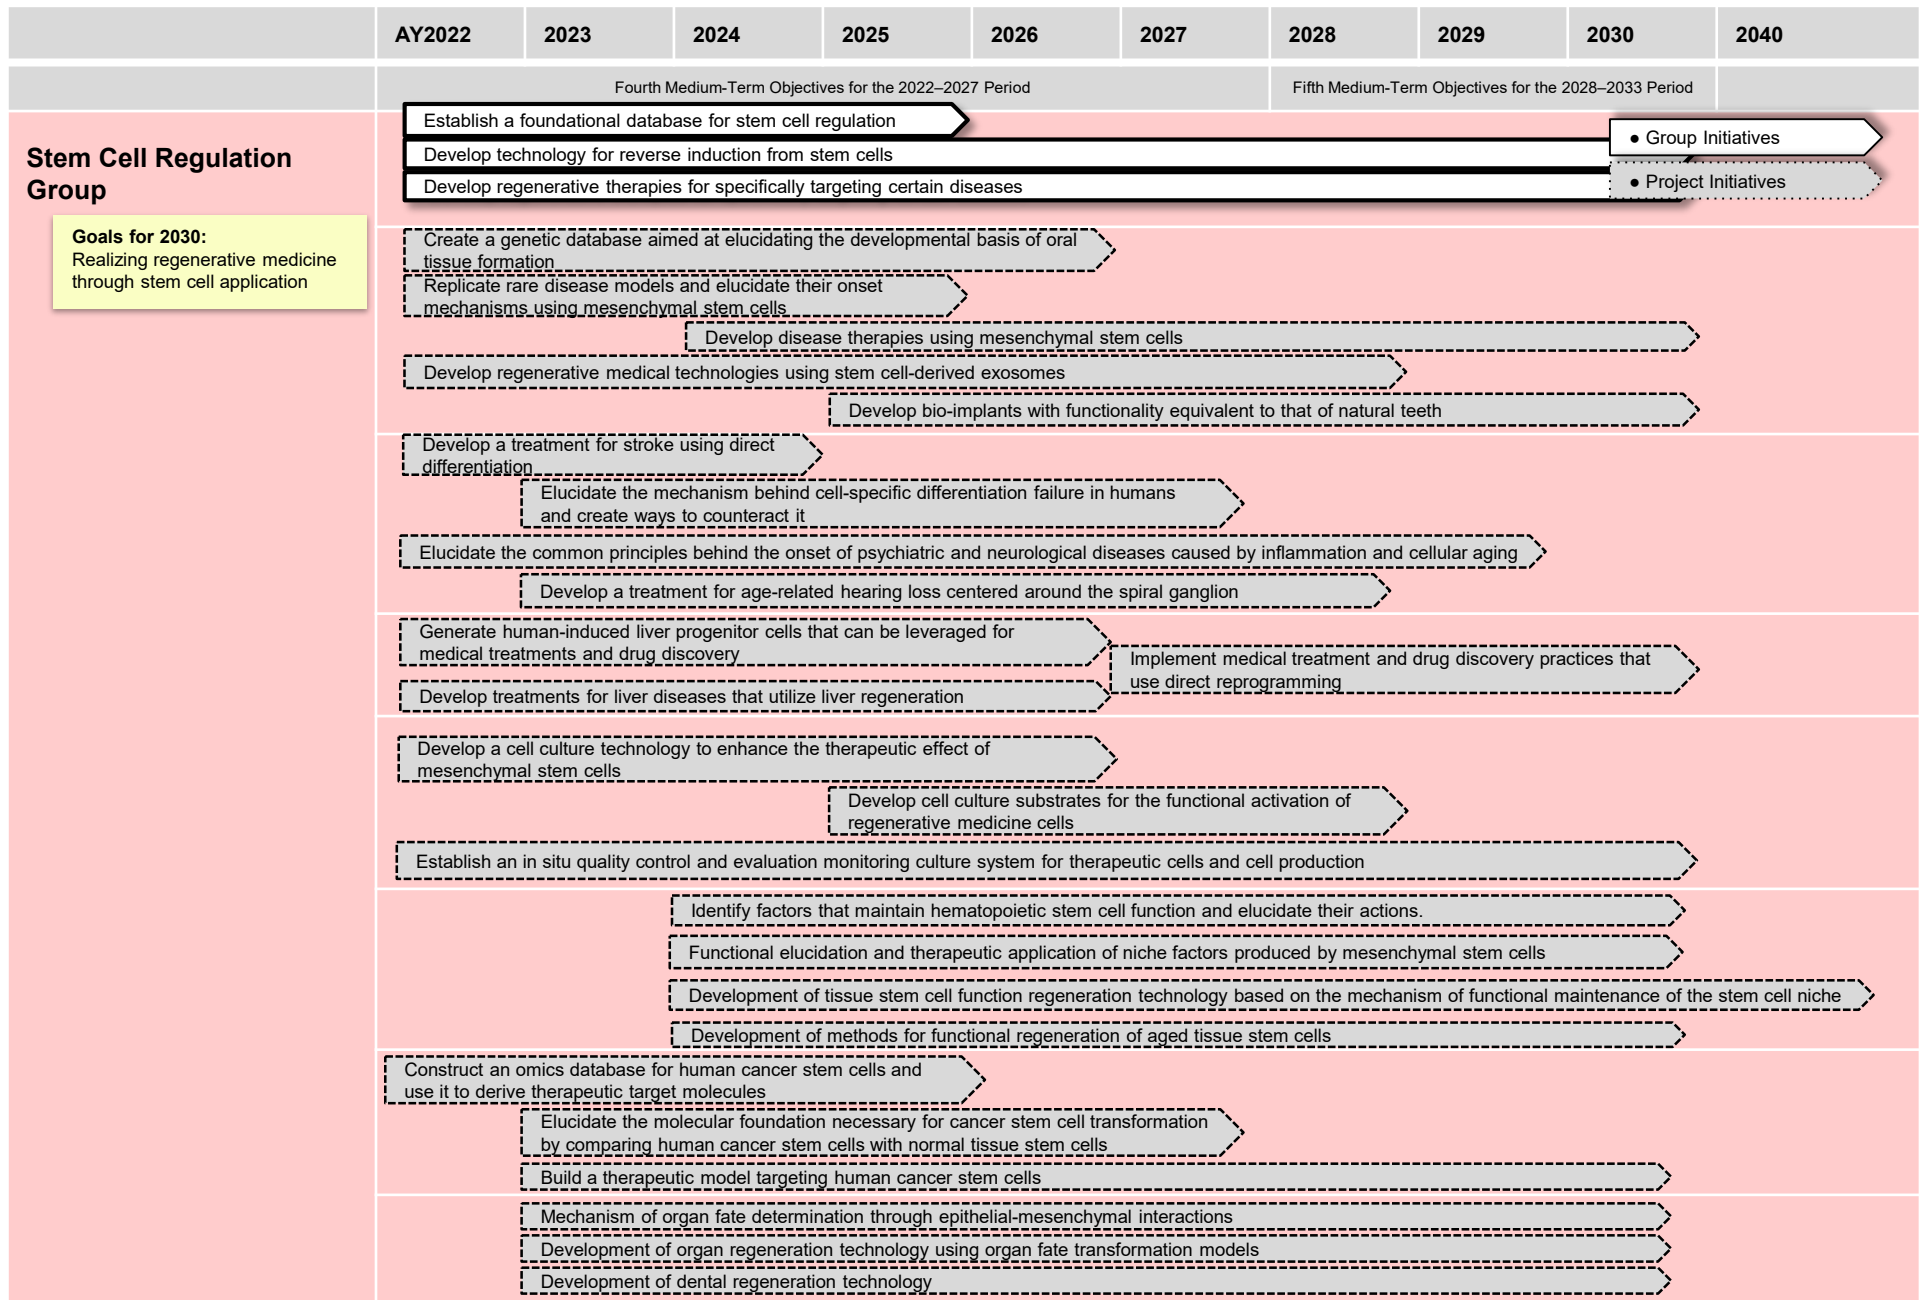 AY2022 2023 2024 2025 2026 2027 2028 2029 2030 2040
Fourth Medium-Term Objectives for the 2022–2027 Period
Fifth Medium-Term Objectives for the 2028–2033 Period
Stem Cell Regulation
Group
Goals for 2030:
Realizing regenerative medicine
through stem cell application
Establish a foundational database for stem cell regulation
Develop technology for reverse induction from stem cells
Develop regenerative therapies for specifically targeting certain diseases
● Group Initiatives
● Project Initiatives
Create a genetic database aimed at elucidating the developmental basis of oral
tissue formation
Replicate rare disease models and elucidate their onset
mechanisms using mesenchymal stem cells
Develop disease therapies using mesenchymal stem cells
Develop regenerative medical technologies using stem cell-derived exosomes
Develop bio-implants with functionality equivalent to that of natural teeth
Develop a treatment for stroke using direct
differentiation
Elucidate the mechanism behind cell-specific differentiation failure in humans
and create ways to counteract it
Elucidate the common principles behind the onset of psychiatric and neurological diseases caused by inflammation and cellular aging
Develop a treatment for age-related hearing loss centered around the spiral ganglion
Generate human-induced liver progenitor cells that can be leveraged for
medical treatments and drug discovery
Implement medical treatment and drug discovery practices that
use direct reprogramming
Develop treatments for liver diseases that utilize liver regeneration
Develop a cell culture technology to enhance the therapeutic effect of
mesenchymal stem cells
Develop cell culture substrates for the functional activation of
regenerative medicine cells
Establish an in situ quality control and evaluation monitoring culture system for therapeutic cells and cell production
Identify factors that maintain hematopoietic stem cell function and elucidate their actions.
Functional elucidation and therapeutic application of niche factors produced by mesenchymal stem cells
Development of tissue stem cell function regeneration technology based on the mechanism of functional maintenance of the stem cell niche
Development of methods for functional regeneration of aged tissue stem cells
Construct an omics database for human cancer stem cells and
use it to derive therapeutic target molecules
Elucidate the molecular foundation necessary for cancer stem cell transformation
by comparing human cancer stem cells with normal tissue stem cells
Build a therapeutic model targeting human cancer stem cells
Mechanism of organ fate determination through epithelial-mesenchymal interactions
Development of organ regeneration technology using organ fate transformation models
Development of dental regeneration technology